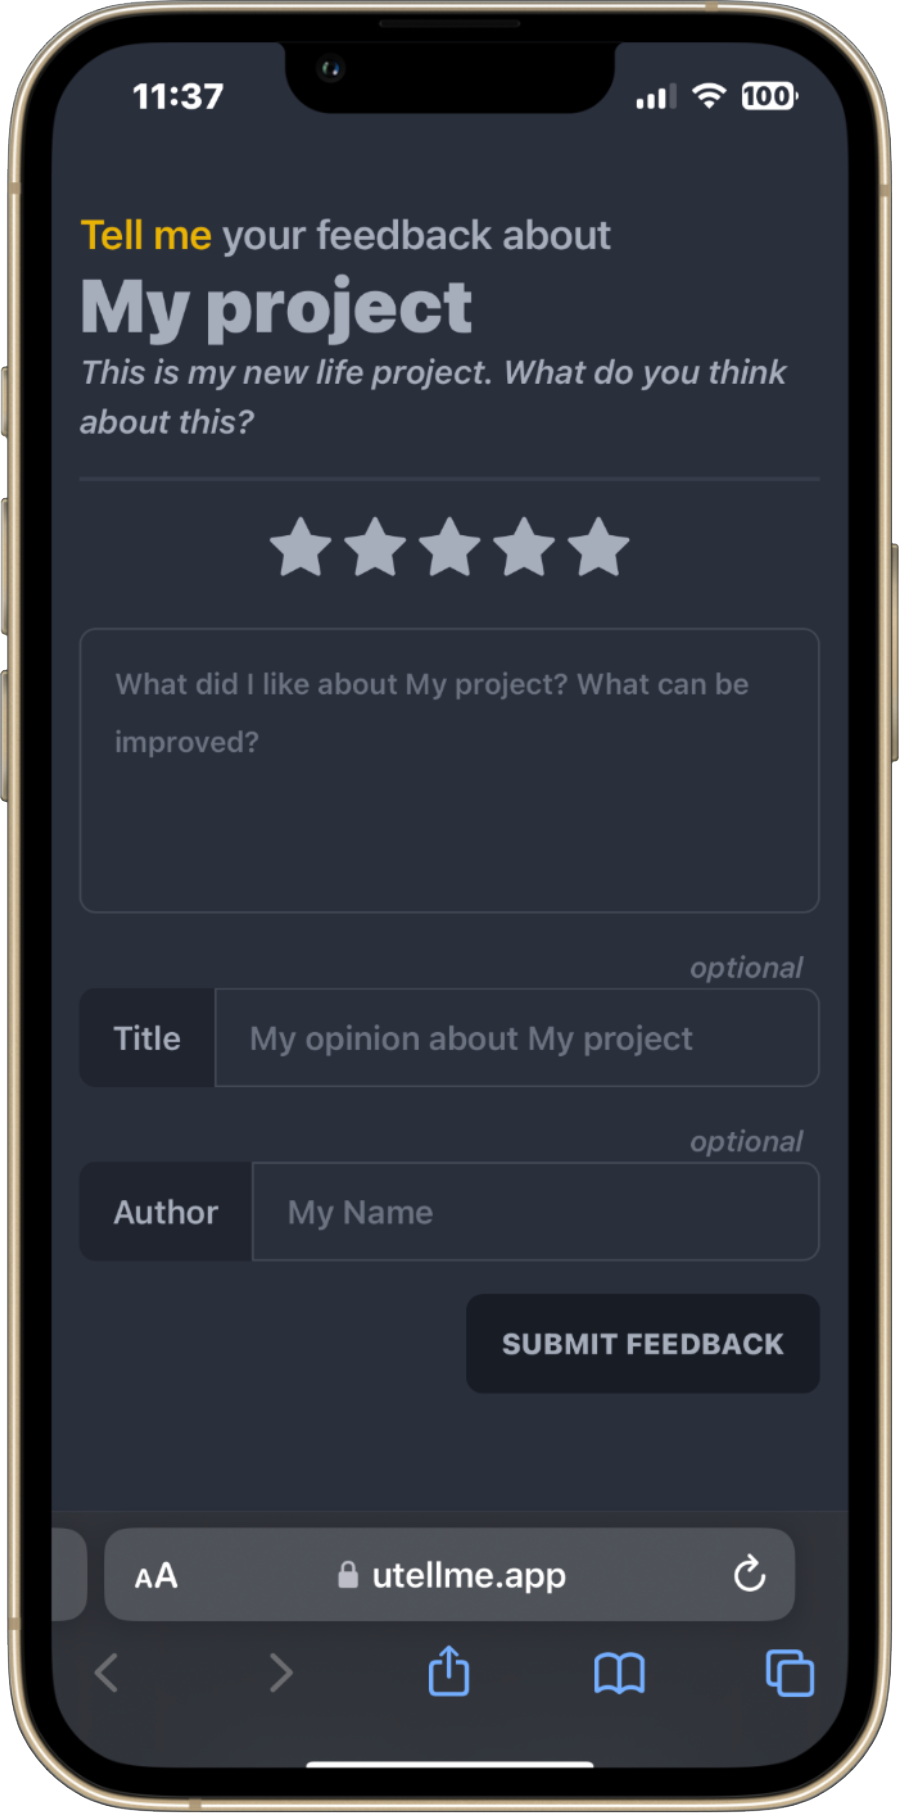 11:37
100
Tell me your feedback about
My project
This is my new life project. What do you think
about this?
What did I like about My project? What can be
improved?
optional
Title
My opinion about My project
optional
Author
My Name
SUBMIT FEEDBACK
AA
utellme.app